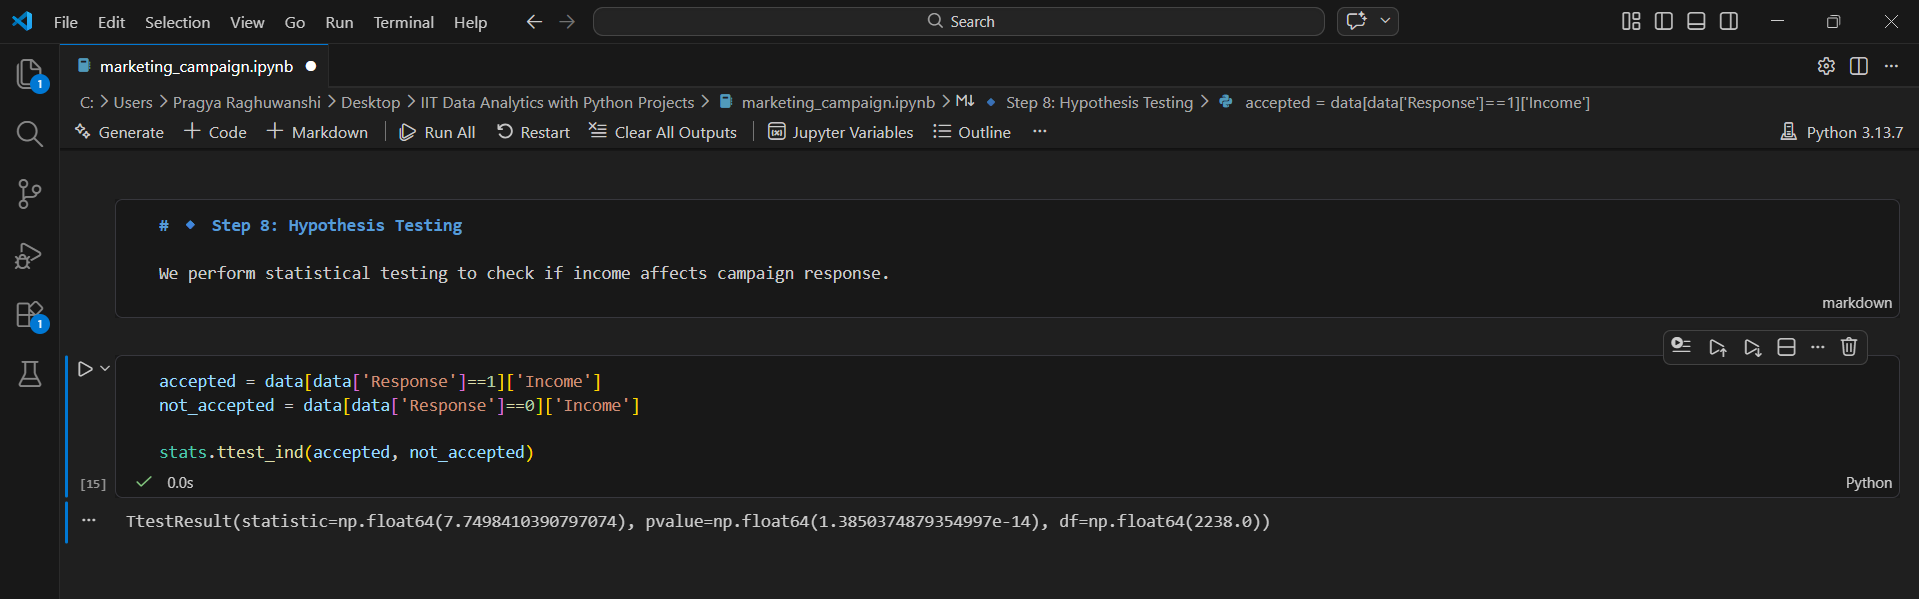 File Edit Selection View Go Run Terminal Help Search
marketing_campaign.ipynb
C: > Users > Pragya Raghuwanshi > Desktop > IIT Data Analytics with Python Projects > marketing_campaign.ipynb > M↓ Step 8: Hypothesis Testing > accepted = data[data['Response']==1]['Income']
Generate + Code + Markdown Run All Restart Clear All Outputs Jupyter Variables Outline ... Python 3.13.7
1
# 🔹 Step 8: Hypothesis Testing
We perform statistical testing to check if income affects campaign response.
markdown
1
accepted = data[data['Response']==1]['Income']
not_accepted = data[data['Response']==0]['Income']
stats.ttest_ind(accepted, not_accepted)
[15] 0.0s Python
TtestResult(statistic=np.float64(7.7498410390797074), pvalue=np.float64(1.3850374879354997e-14), df=np.float64(2238.0))